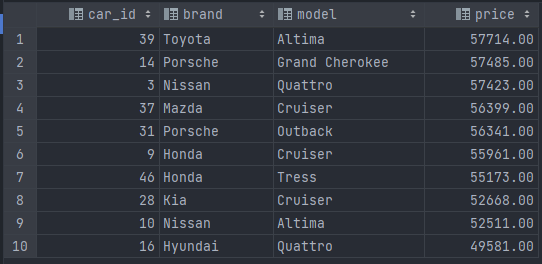 car_id brand model price
1 39 Toyota Altima 57714.00
2 14 Porsche Grand Cherokee 57485.00
3 3 Nissan Quattro 57423.00
4 37 Mazda Cruiser 56399.00
5 31 Porsche Outback 56341.00
6 9 Honda Cruiser 55961.00
7 46 Honda Tress 55173.00
8 28 Kia Cruiser 52668.00
9 10 Nissan Altima 52511.00
10 16 Hyundai Quattro 49581.00